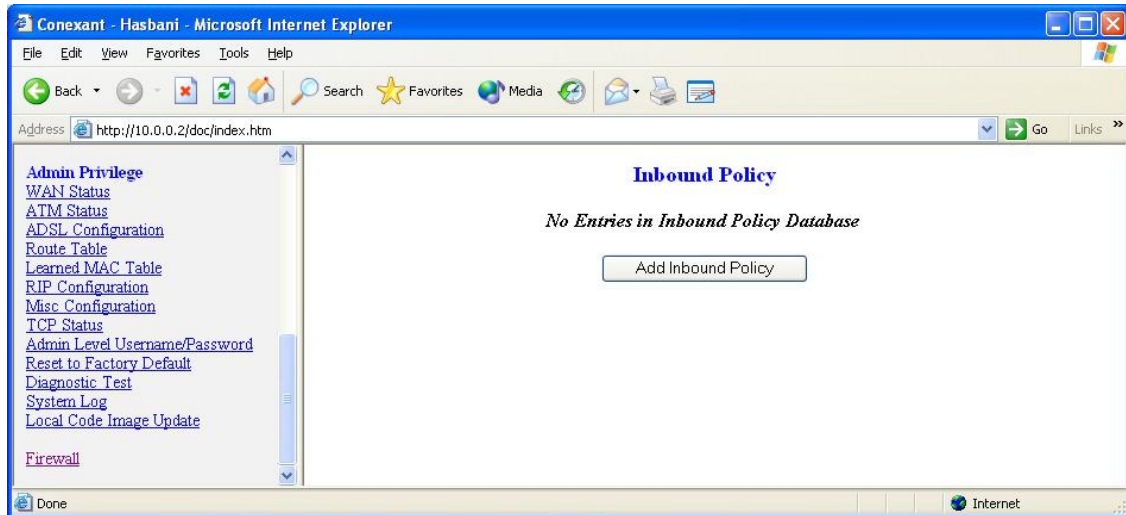 Conexant - Hasbani - Microsoft Internet Explorer
File Edit View Favorites Tools Help
Back Search Favorites Media
Address http://10.0.0.2/doc/index.htm Go Links »
Admin Privilege
WAN Status
ATM Status
ADSL Configuration
Route Table
Learned MAC Table
RIP Configuration
Misc Configuration
TCP Status
Admin Level Username/Password
Reset to Factory Default
Diagnostic Test
System Log
Local Code Image Update
Firewall
Inbound Policy
No Entries in Inbound Policy Database
Add Inbound Policy
Done Internet